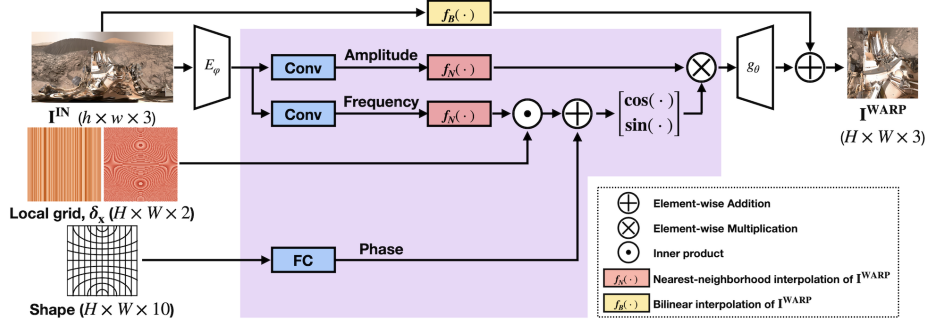 f_B(·)
E_φ
Conv
Amplitude
f_N(·)
g_θ
I^IN (h × w × 3)
Conv
Frequency
f_N(·)
[cos(·)
sin(·)]
I^WARP
(H × W × 3)
Local grid, δ_x (H × W × 2)
FC
Phase
Shape (H × W × 10)
Element-wise Addition
Element-wise Multiplication
Inner product
f_N(·) Nearest-neighborhood interpolation of I^WARP
f_B(·) Bilinear interpolation of I^WARP